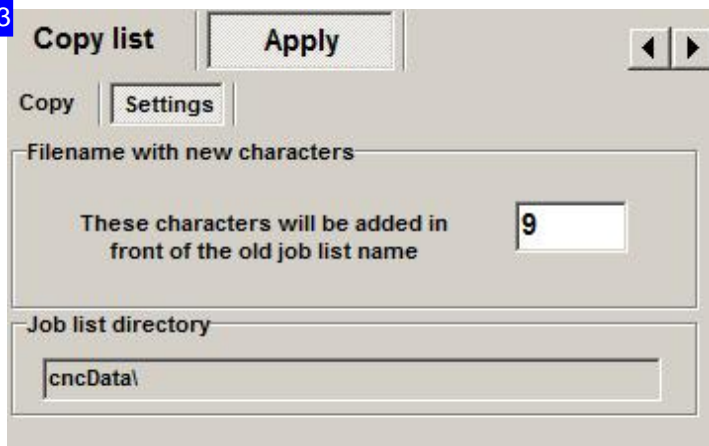 3
Copy list Apply
Copy Settings
Filename with new characters
These characters will be added in 9
front of the old job list name
Job list directory
cncData\